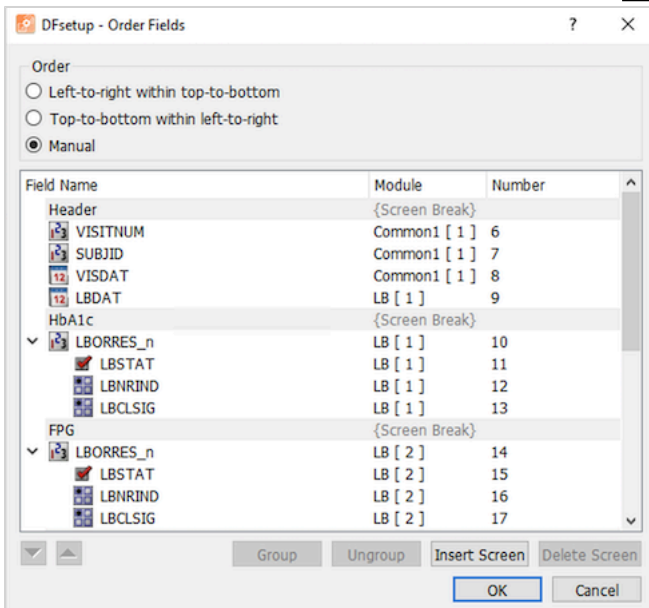 DFsetup - Order Fields ? ×
Order
Left-to-right within top-to-bottom
Top-to-bottom within left-to-right
Manual
Field Name Module Number
Header {Screen Break}
VISITNUM Common1 [ 1 ] 6
SUBJID Common1 [ 1 ] 7
VISDAT Common1 [ 1 ] 8
LBDAT LB [ 1 ] 9
HbA1c {Screen Break}
LBORRES_n LB [ 1 ] 10
LBSTAT LB [ 1 ] 11
LBNRIND LB [ 1 ] 12
LBCLSIG LB [ 1 ] 13
FPG {Screen Break}
LBORRES_n LB [ 2 ] 14
LBSTAT LB [ 2 ] 15
LBNRIND LB [ 2 ] 16
LBCLSIG LB [ 2 ] 17
Group Ungroup Insert Screen Delete Screen
OK Cancel